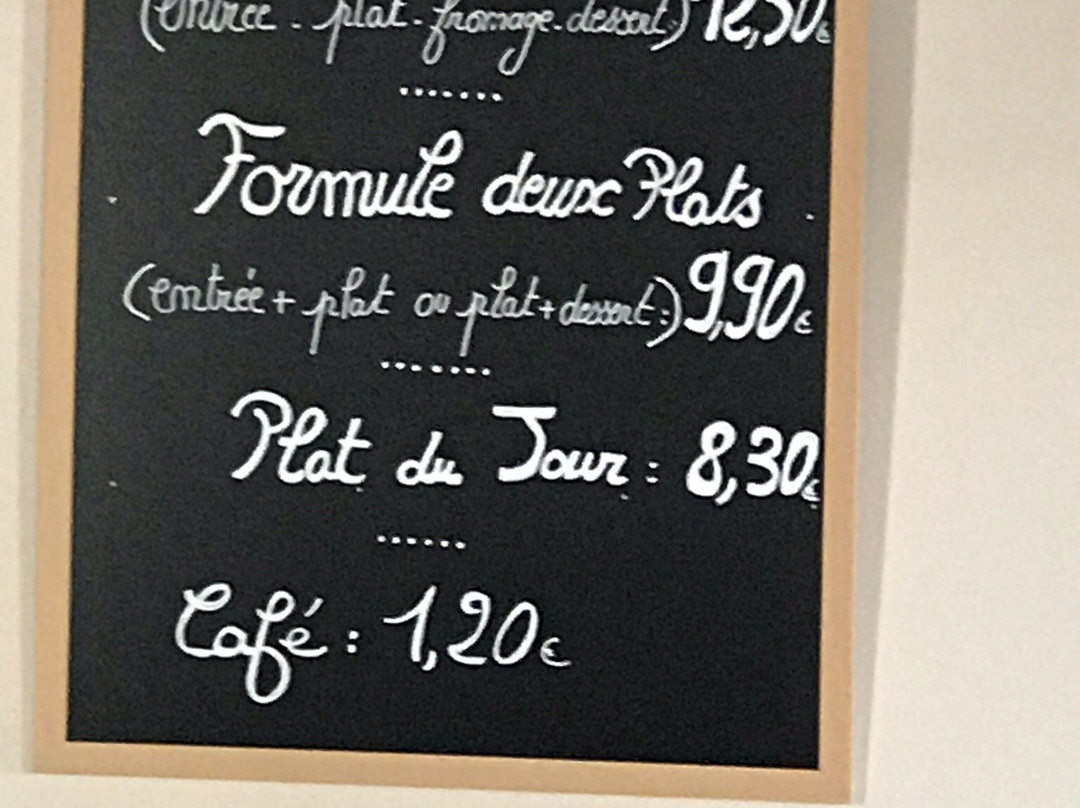 (entrée - plat - fromage - dessert:) 12,50€
Formule deux Plats
(entrée + plat ou plat + dessert:) 9,90€
Plat du Jour : 8,30€
Café : 1,20€